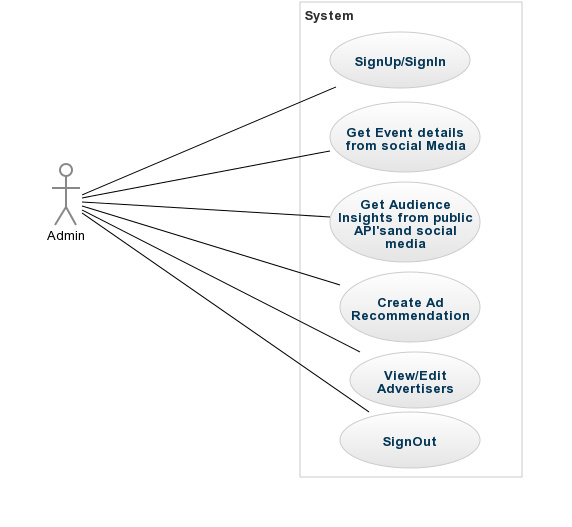 System
SignUp/SignIn
Get Event details
from social Media
Get Audience
Insights from public
API'sand social
media
Admin
Create Ad
Recommendation
View/Edit
Advertisers
SignOut